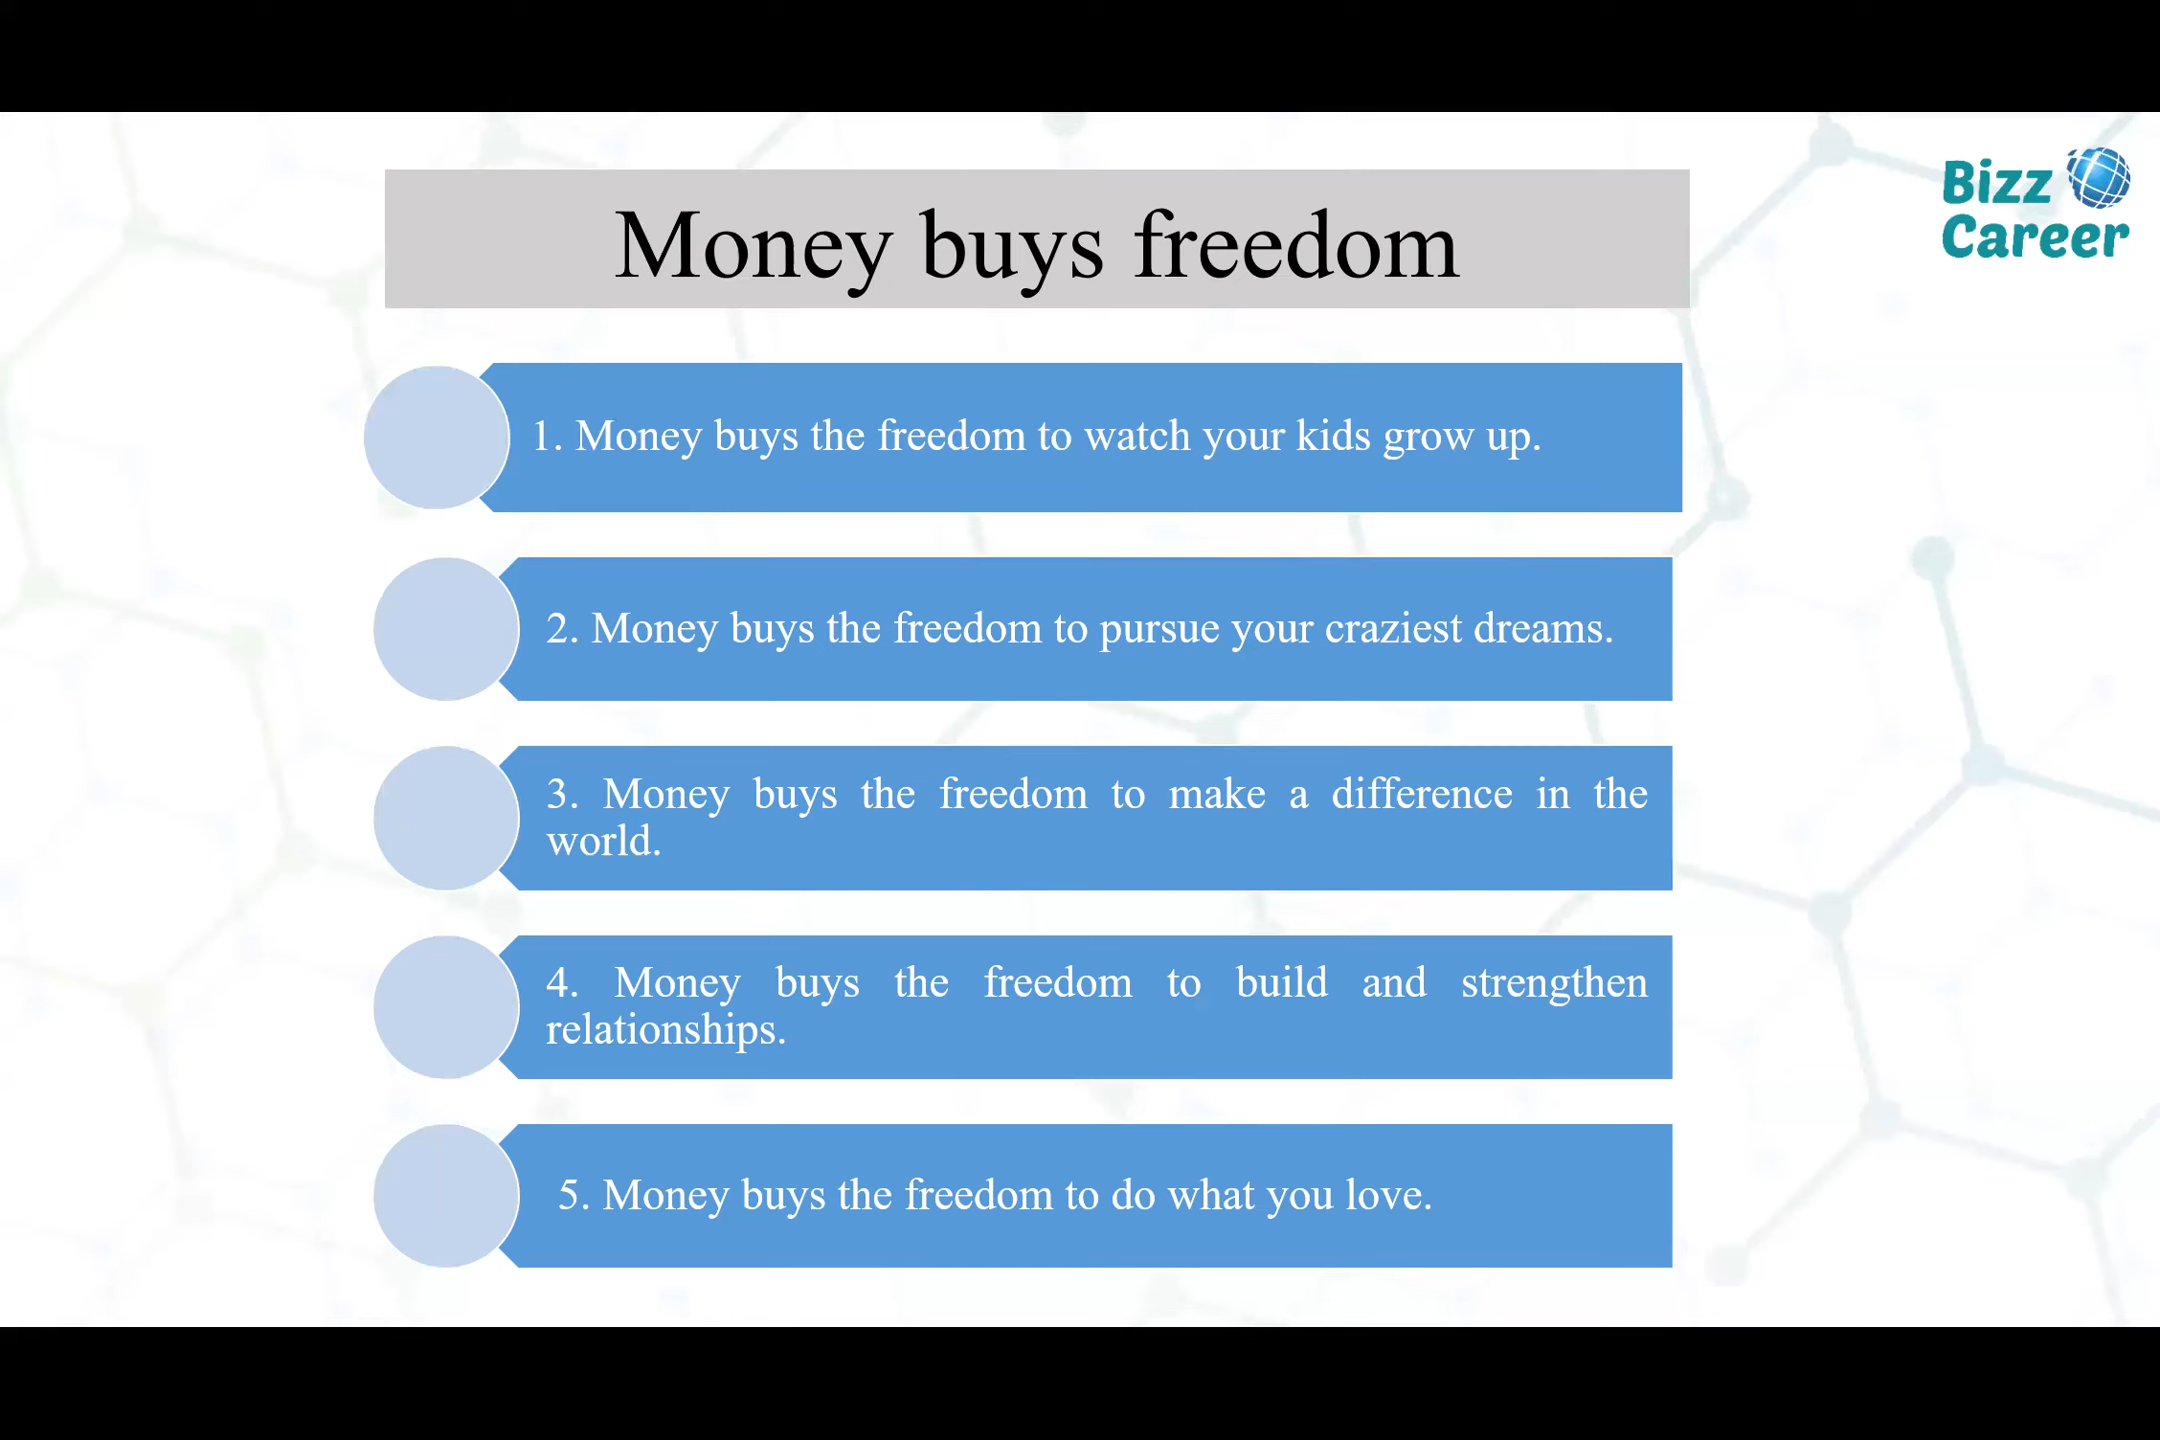 Bizz
Career
Money buys freedom
1. Money buys the freedom to watch your kids grow up.
2. Money buys the freedom to pursue your craziest dreams.
3. Money buys the freedom to make a difference in the
world.
4. Money buys the freedom to build and strengthen
relationships.
5. Money buys the freedom to do what you love.